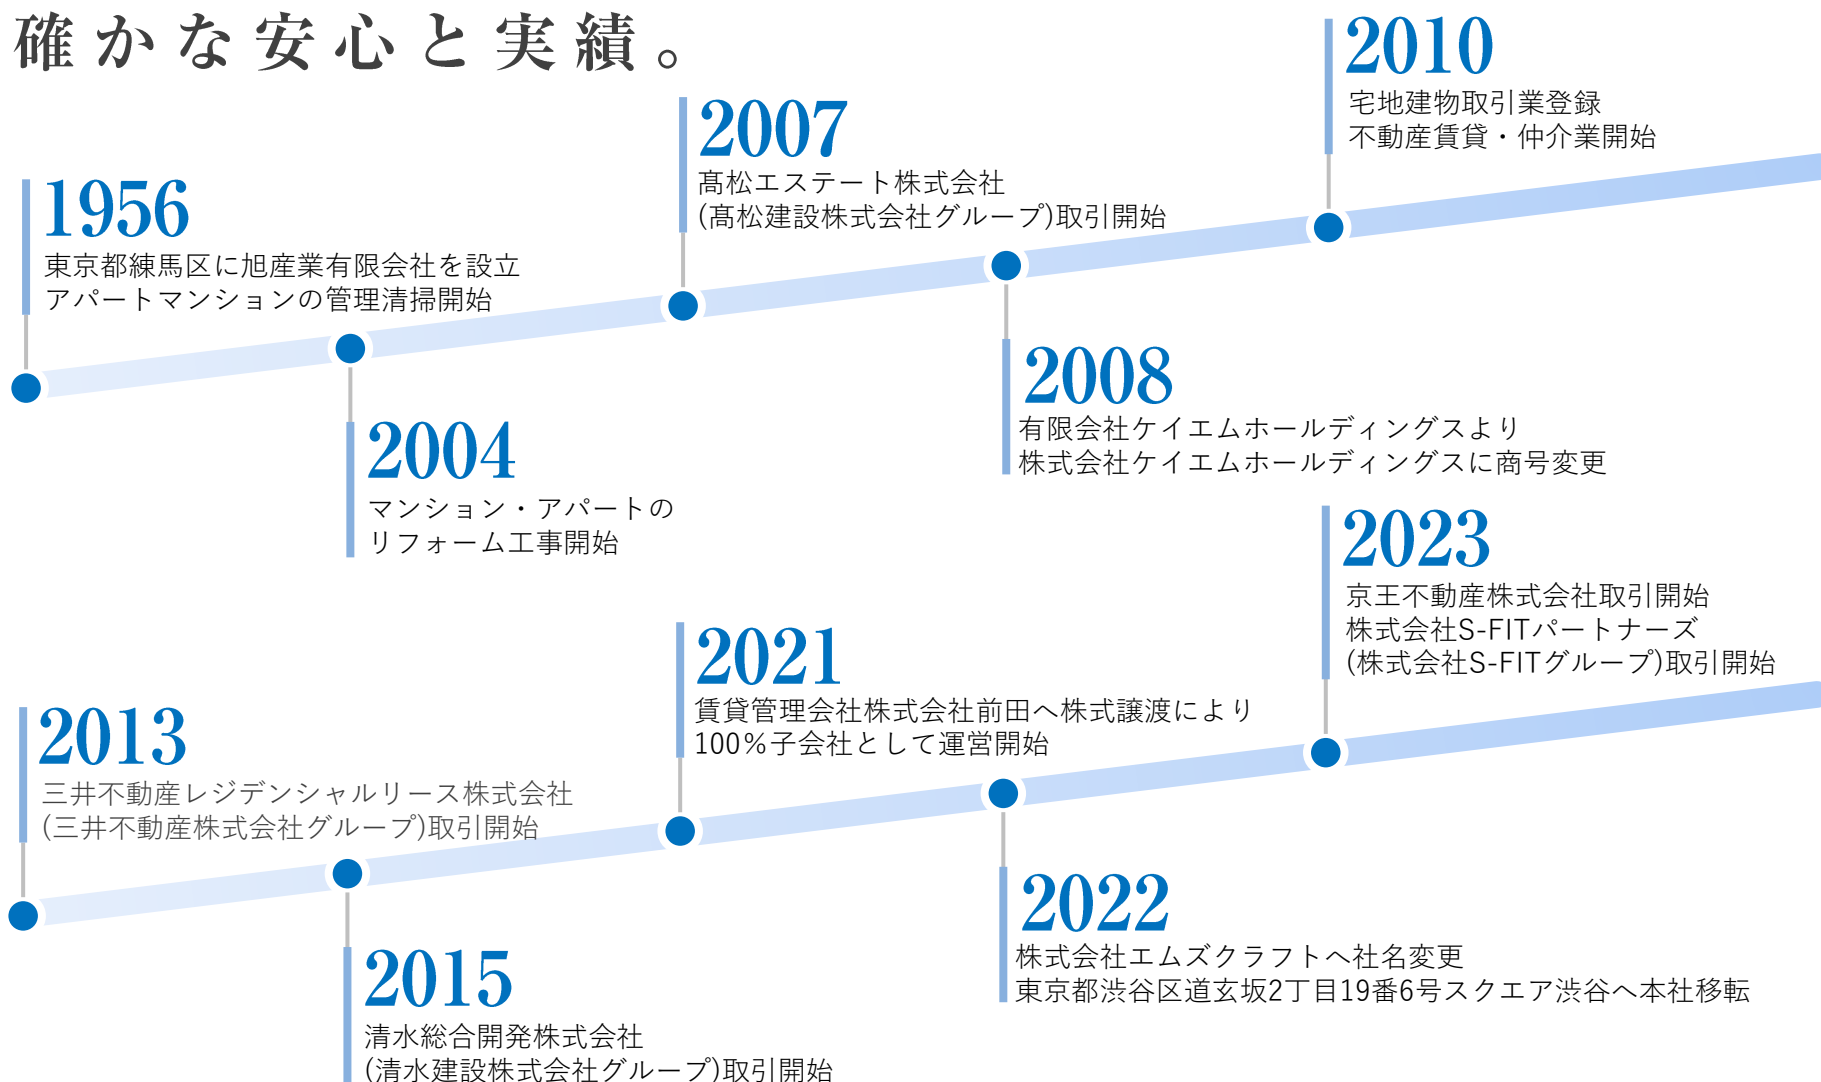 確かな安心と実績。
1956
東京都練馬区に旭産業有限会社を設立
アパートマンションの管理清掃開始
2004
マンション・アパートの
リフォーム工事開始
2007
髙松エステート株式会社
(髙松建設株式会社グループ)取引開始
2008
有限会社ケイエムホールディングスより
株式会社ケイエムホールディングスに商号変更
2010
宅地建物取引業登録
不動産賃貸・仲介業開始
2013
三井不動産レジデンシャルリース株式会社
(三井不動産株式会社グループ)取引開始
2015
清水総合開発株式会社
(清水建設株式会社グループ)取引開始
2021
賃貸管理会社株式会社前田へ株式譲渡により
100％子会社として運営開始
2022
株式会社エムズクラフトへ社名変更
東京都渋谷区道玄坂2丁目19番6号スクエア渋谷へ本社移転
2023
京王不動産株式会社取引開始
株式会社S-FITパートナーズ
(株式会社S-FITグループ)取引開始